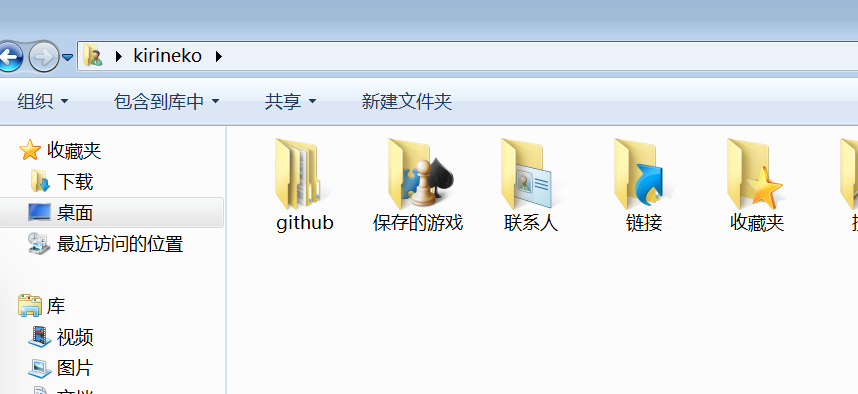 kirineko
组织 包含到库中 共享 新建文件夹
收藏夹
下载
桌面
最近访问的位置
库
视频
图片
github 保存的游戏 联系人 链接 收藏夹